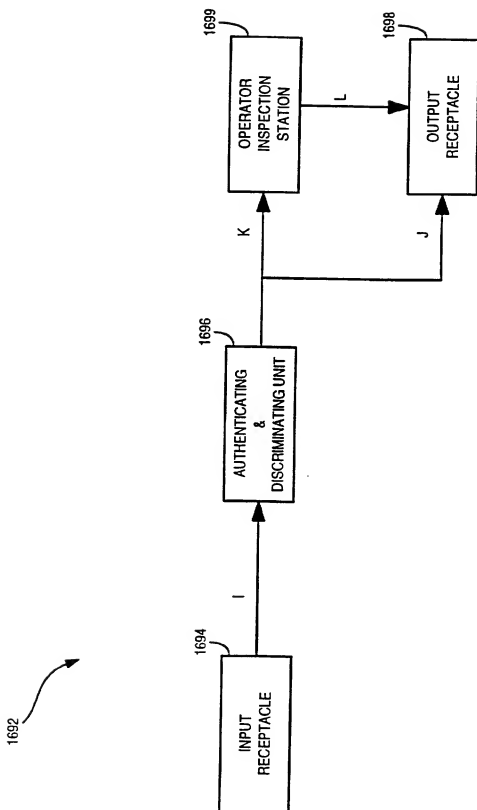 1692
1694
INPUT
RECEPTACLE
I
1696
AUTHENTICATING
&
DISCRIMINATING UNIT
K
J
1699
OPERATOR
INSPECTION
STATION
L
1698
OUTPUT
RECEPTACLE